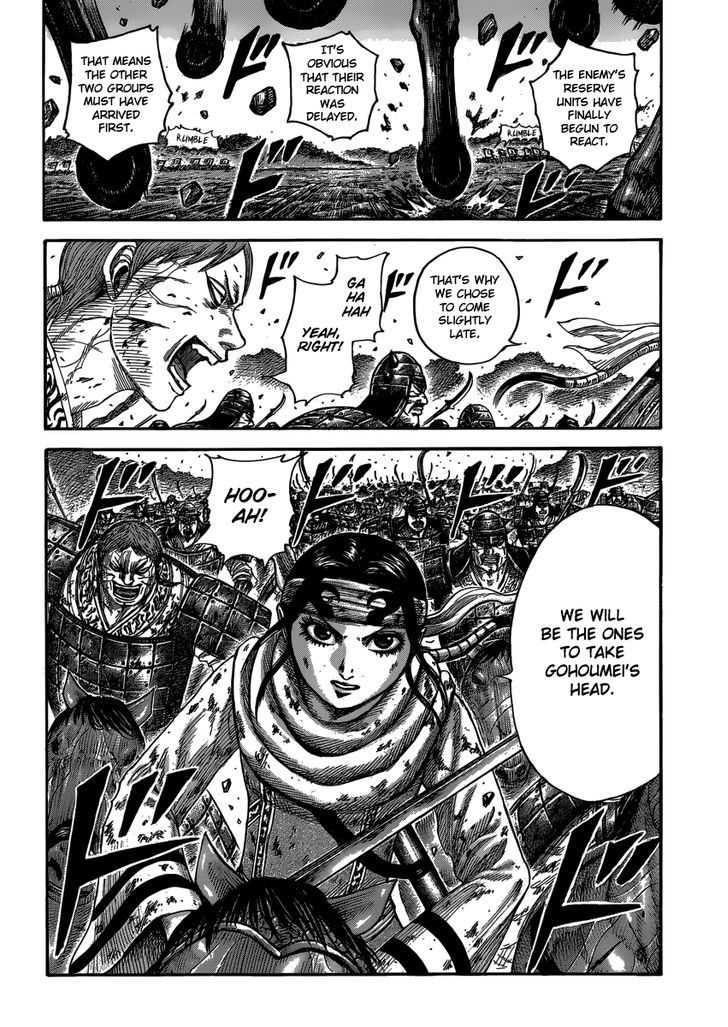 THE ENEMY'S
RESERVE
UNITS HAVE
FINALLY
BEGUN TO
REACT.
RUMBLE
ド
ド
IT'S
OBVIOUS
THAT THEIR
REACTION
WAS
DELAYED.
ド
ド
THAT MEANS
THE OTHER
TWO GROUPS
MUST HAVE
ARRIVED
FIRST.
RUMBLE
ド
THAT'S WHY
WE CHOSE
TO COME
SLIGHTLY
LATE.
ド
GA
HA
HAH
YEAH,
RIGHT!
ド
ド
ド
HOO-
AH!
ド
WE WILL
BE THE ONES
TO TAKE
GOHOUMEI'S
HEAD.
ド
ド